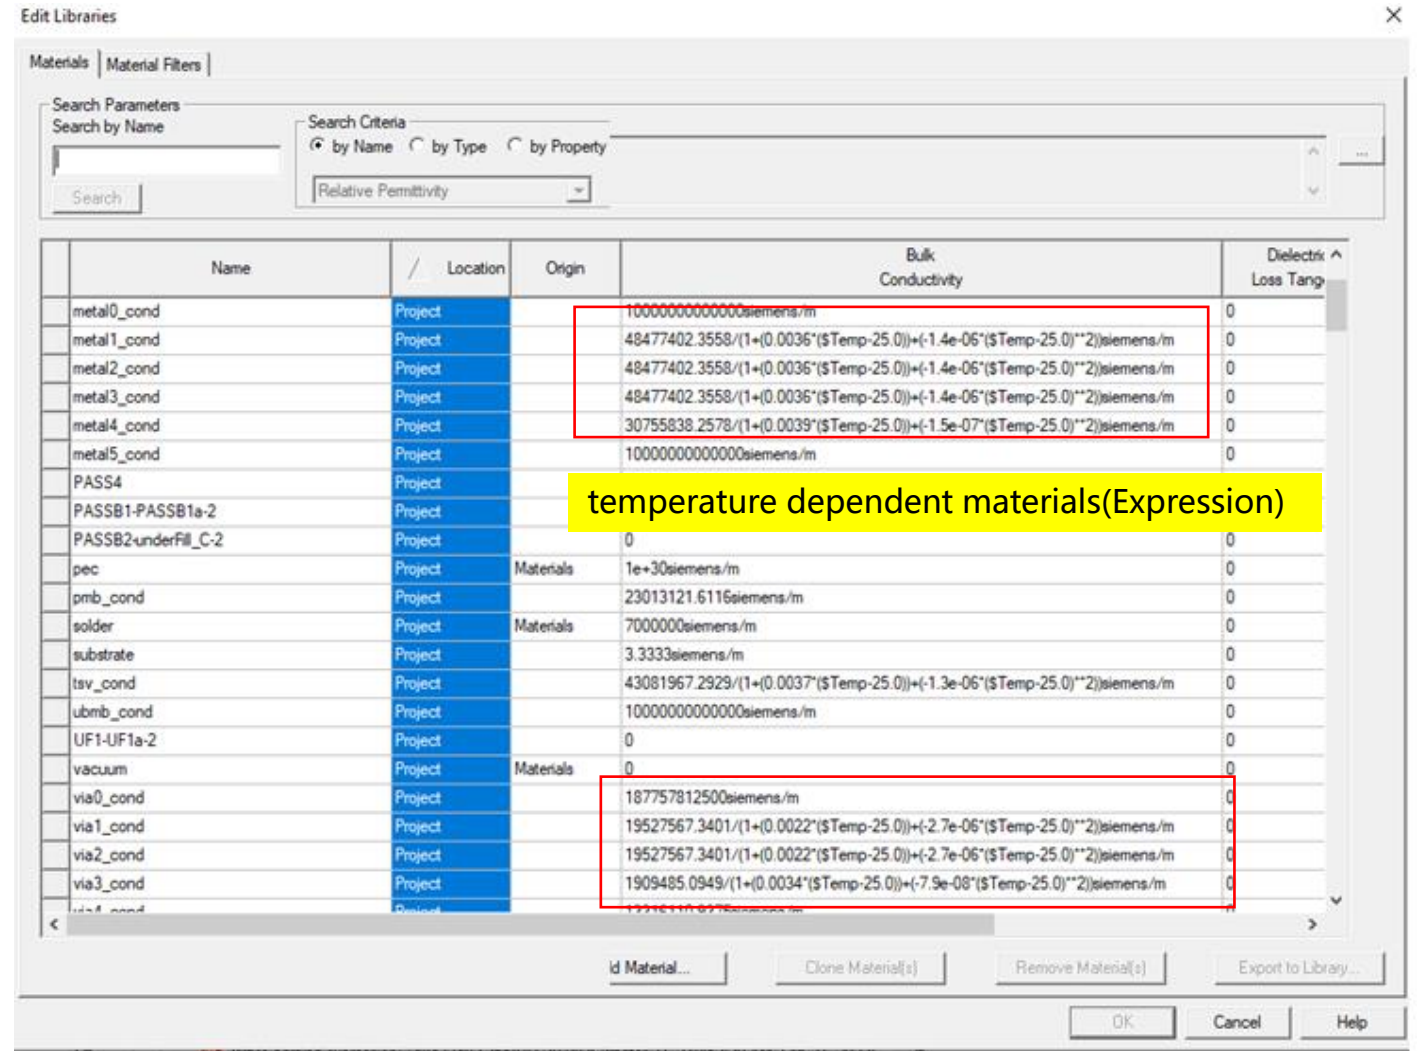 Edit Libraries
Materials Material Filters
Search Parameters
Search by Name
Search Criteria
by Name by Type by Property
...
Search
Relative Permittivity
Name / Location Origin Bulk Conductivity Dielectric Loss Tang
metal0_cond Project 10000000000000siemens/m 0
metal1_cond Project 48477402.3558/(1+(0.0036*($Temp-25.0))+(-1.4e-06*($Temp-25.0)**2))siemens/m 0
metal2_cond Project 48477402.3558/(1+(0.0036*($Temp-25.0))+(-1.4e-06*($Temp-25.0)**2))siemens/m 0
metal3_cond Project 48477402.3558/(1+(0.0036*($Temp-25.0))+(-1.4e-06*($Temp-25.0)**2))siemens/m 0
metal4_cond Project 30755838.2578/(1+(0.0039*($Temp-25.0))+(-1.5e-07*($Temp-25.0)**2))siemens/m 0
metal5_cond Project 10000000000000siemens/m 0
PASS4 Project
temperature dependent materials(Expression)
PASSB1-PASSB1a-2 Project
PASSB2-underFill_C-2 Project 0 0
pec Project Materials 1e+30siemens/m 0
pmb_cond Project 23013121.6116siemens/m 0
solder Project Materials 7000000siemens/m 0
substrate Project 3.3333siemens/m 0
tsv_cond Project 43081967.2929/(1+(0.0037*($Temp-25.0))+(-1.3e-06*($Temp-25.0)**2))siemens/m 0
ubmb_cond Project 10000000000000siemens/m 0
UF1-UF1a-2 Project 0 0
vacuum Project Materials 0 0
via0_cond Project 187757812500siemens/m 0
via1_cond Project 19527567.3401/(1+(0.0022*($Temp-25.0))+(-2.7e-06*($Temp-25.0)**2))siemens/m 0
via2_cond Project 19527567.3401/(1+(0.0022*($Temp-25.0))+(-2.7e-06*($Temp-25.0)**2))siemens/m 0
via3_cond Project 1909485.0949/(1+(0.0034*($Temp-25.0))+(-7.9e-08*($Temp-25.0)**2))siemens/m 0
ld Material... Clone Material(s) Remove Material(s) Export to Library...
OK Cancel Help